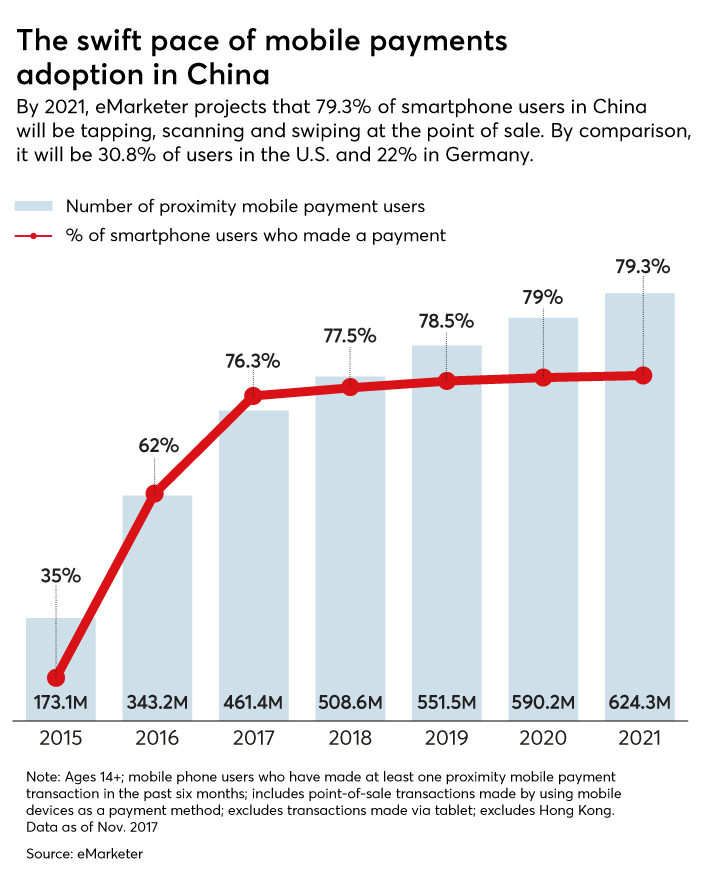 The swift pace of mobile payments
adoption in China
By 2021, eMarketer projects that 79.3% of smartphone users in China
will be tapping, scanning and swiping at the point of sale. By comparison,
it will be 30.8% of users in the U.S. and 22% in Germany.
Number of proximity mobile payment users
% of smartphone users who made a payment
35%
62%
76.3%
77.5%
78.5%
79%
79.3%
173.1M 343.2M 461.4M 508.6M 551.5M 590.2M 624.3M
2015 2016 2017 2018 2019 2020 2021
Note: Ages 14+; mobile phone users who have made at least one proximity mobile payment
transaction in the past six months; includes point-of-sale transactions made by using mobile
devices as a payment method; excludes transactions made via tablet; excludes Hong Kong.
Data as of Nov. 2017
Source: eMarketer